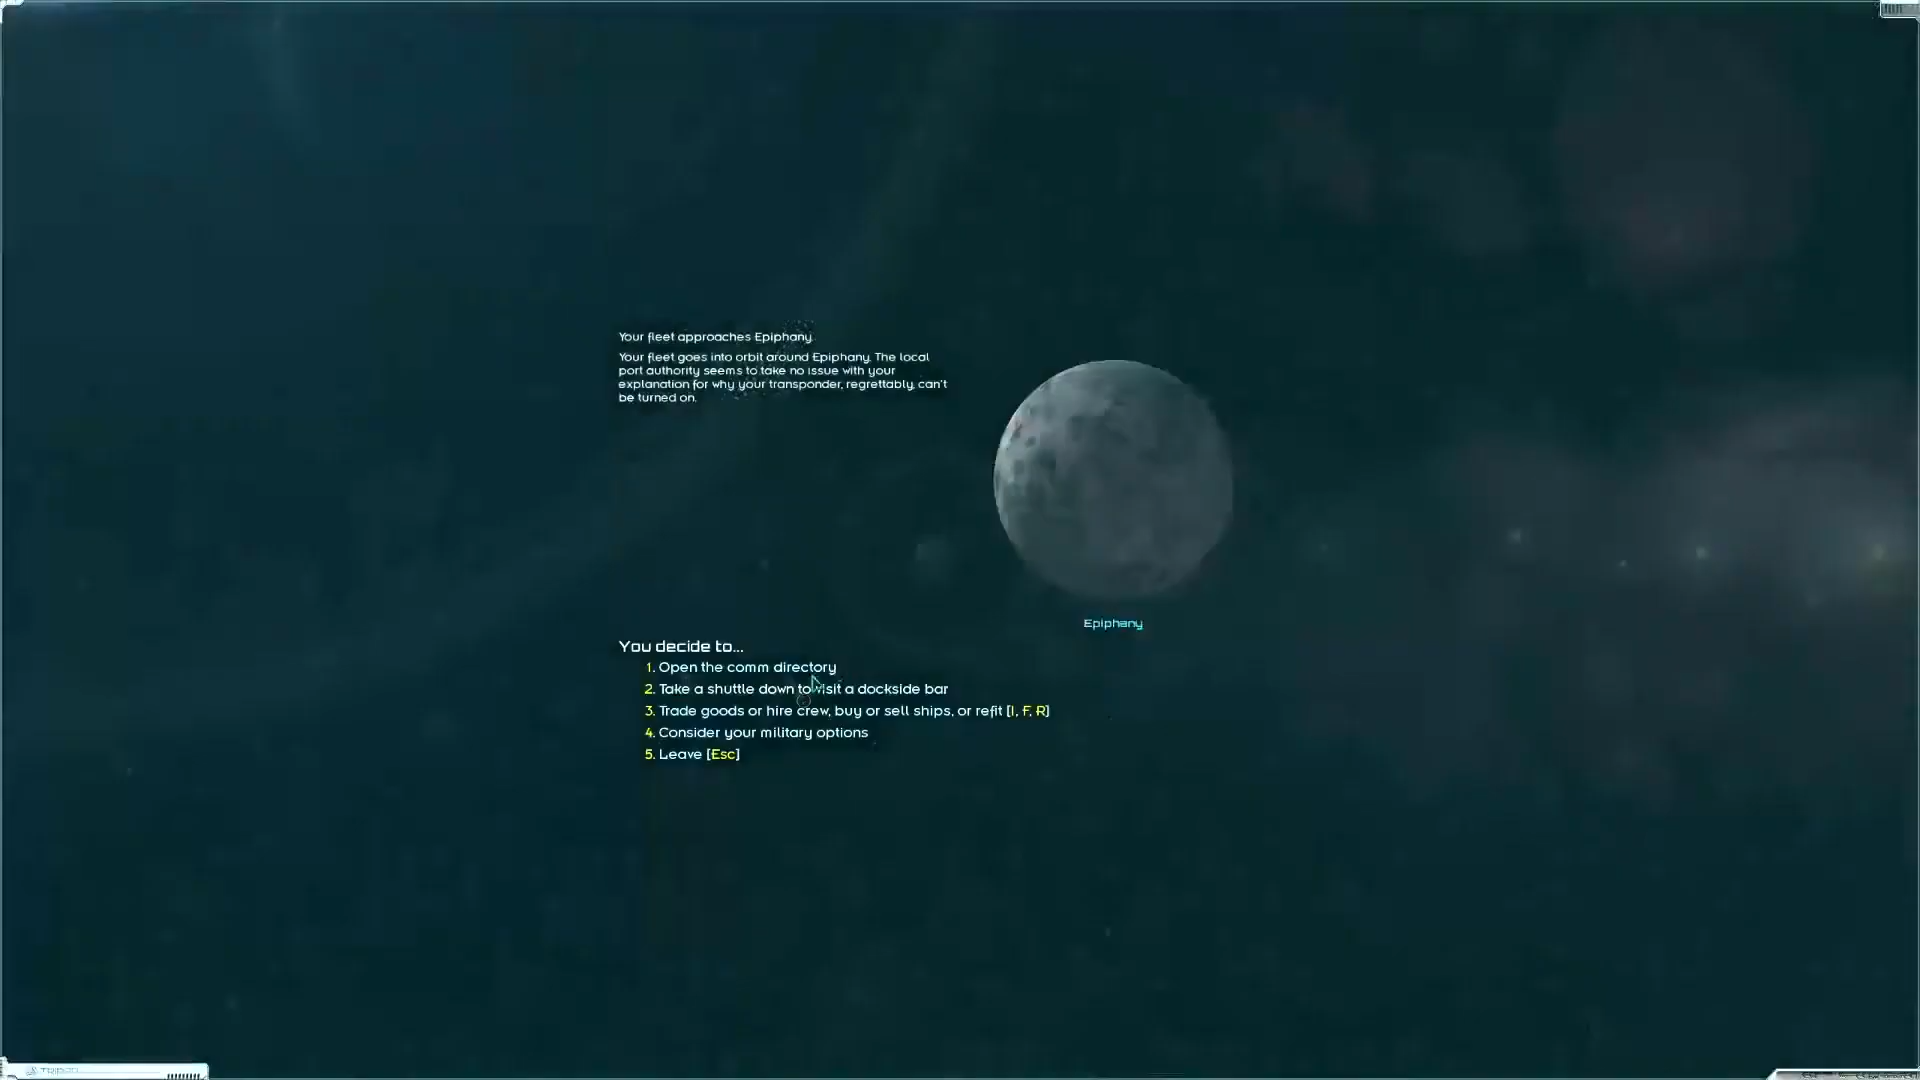 Your fleet approaches Epiphany.
Your fleet goes into orbit around Epiphany. The local
port authority seems to take no issue with your
explanation for why your transponder, regrettably, can't
be turned on.
Epiphany
You decide to...
1. Open the comm directory
2. Take a shuttle down to visit a dockside bar
3. Trade goods or hire crew, buy or sell ships, or refit [I, F, R]
4. Consider your military options
5. Leave [Esc]